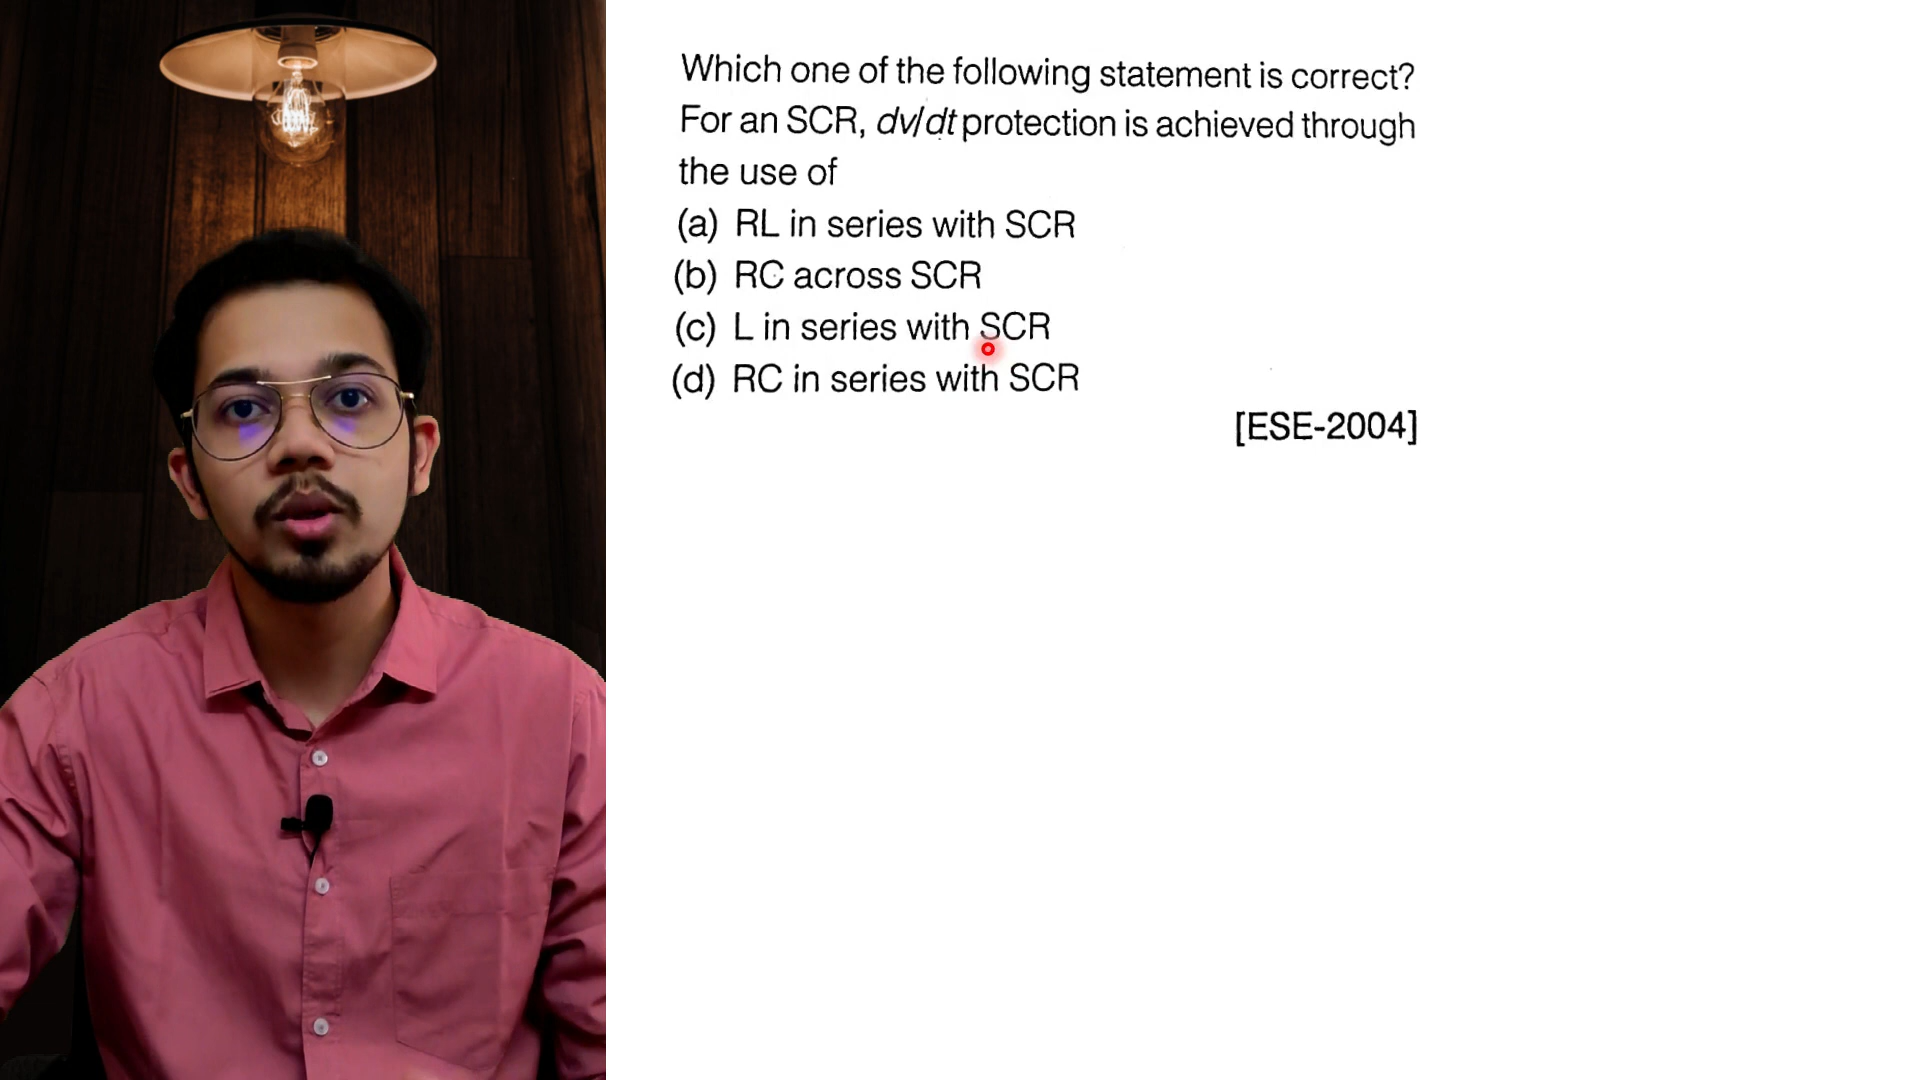 Which one of the following statement is correct?
For an SCR, dv/dt protection is achieved through
the use of
(a) RL in series with SCR
(b) RC across SCR
(c) L in series with SCR
(d) RC in series with SCR
[ESE-2004]